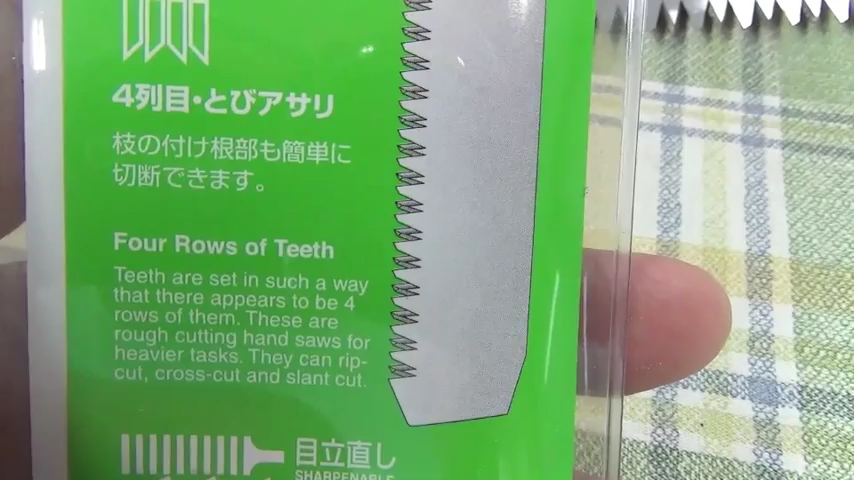 4列目・とびアサリ
枝の付け根部も簡単に
切断できます。
Four Rows of Teeth
Teeth are set in such a way
that there appears to be 4
rows of them. These are
rough cutting hand saws for
heavier tasks. They can rip-
cut, cross-cut and slant cut.
目立直し
SHARPENABLE